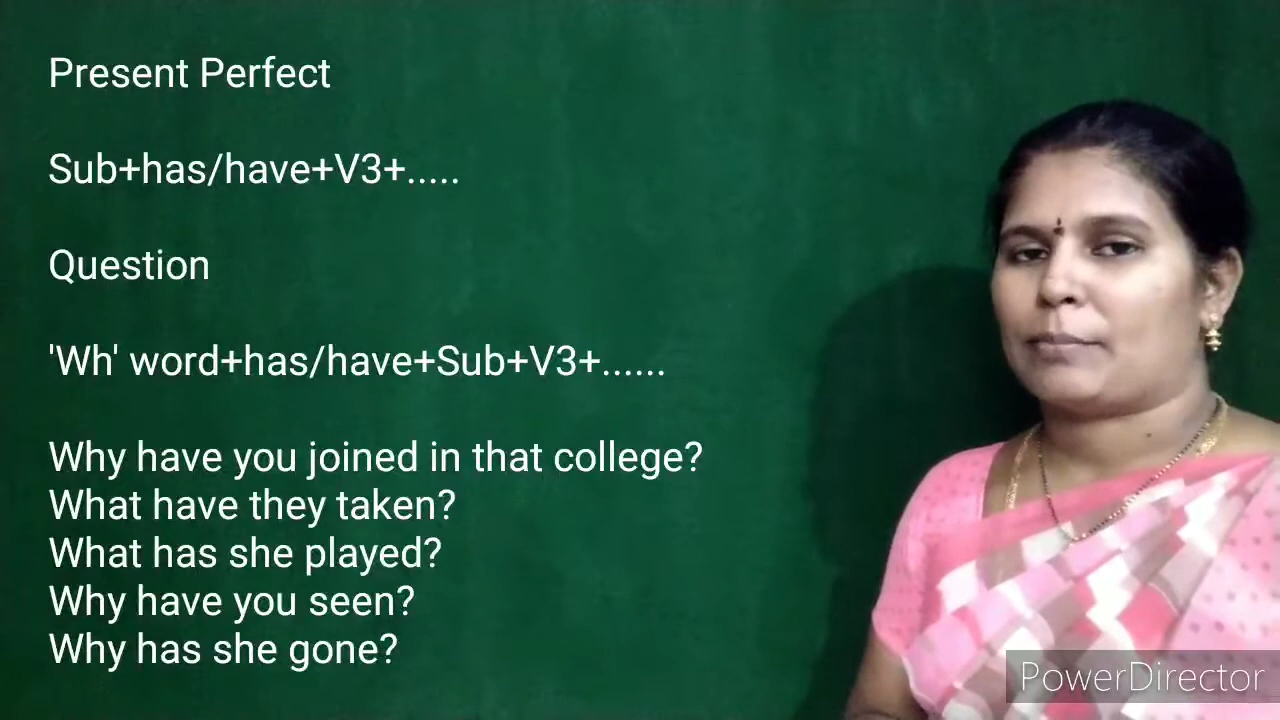 Present Perfect
Sub+has/have+V3+.....
Question
'Wh' word+has/have+Sub+V3+......
Why have you joined in that college?
What have they taken?
What has she played?
Why have you seen?
Why has she gone?
PowerDirector